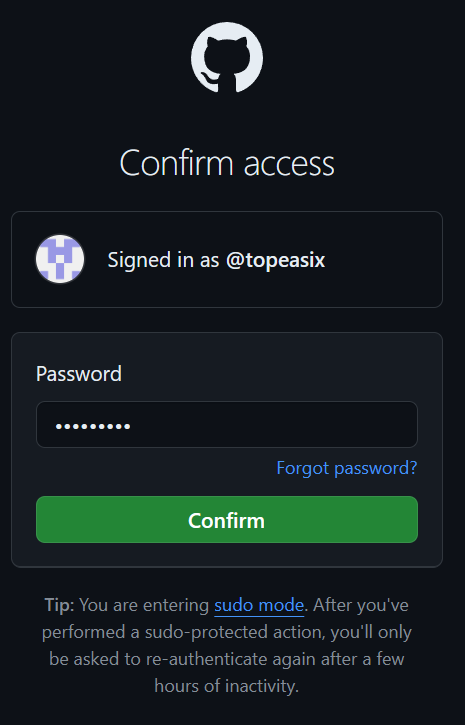 Confirm access
Signed in as @topeasix
Password
•••••••••
Forgot password?
Confirm
Tip: You are entering sudo mode. After you've
performed a sudo-protected action, you'll only
be asked to re-authenticate again after a few
hours of inactivity.